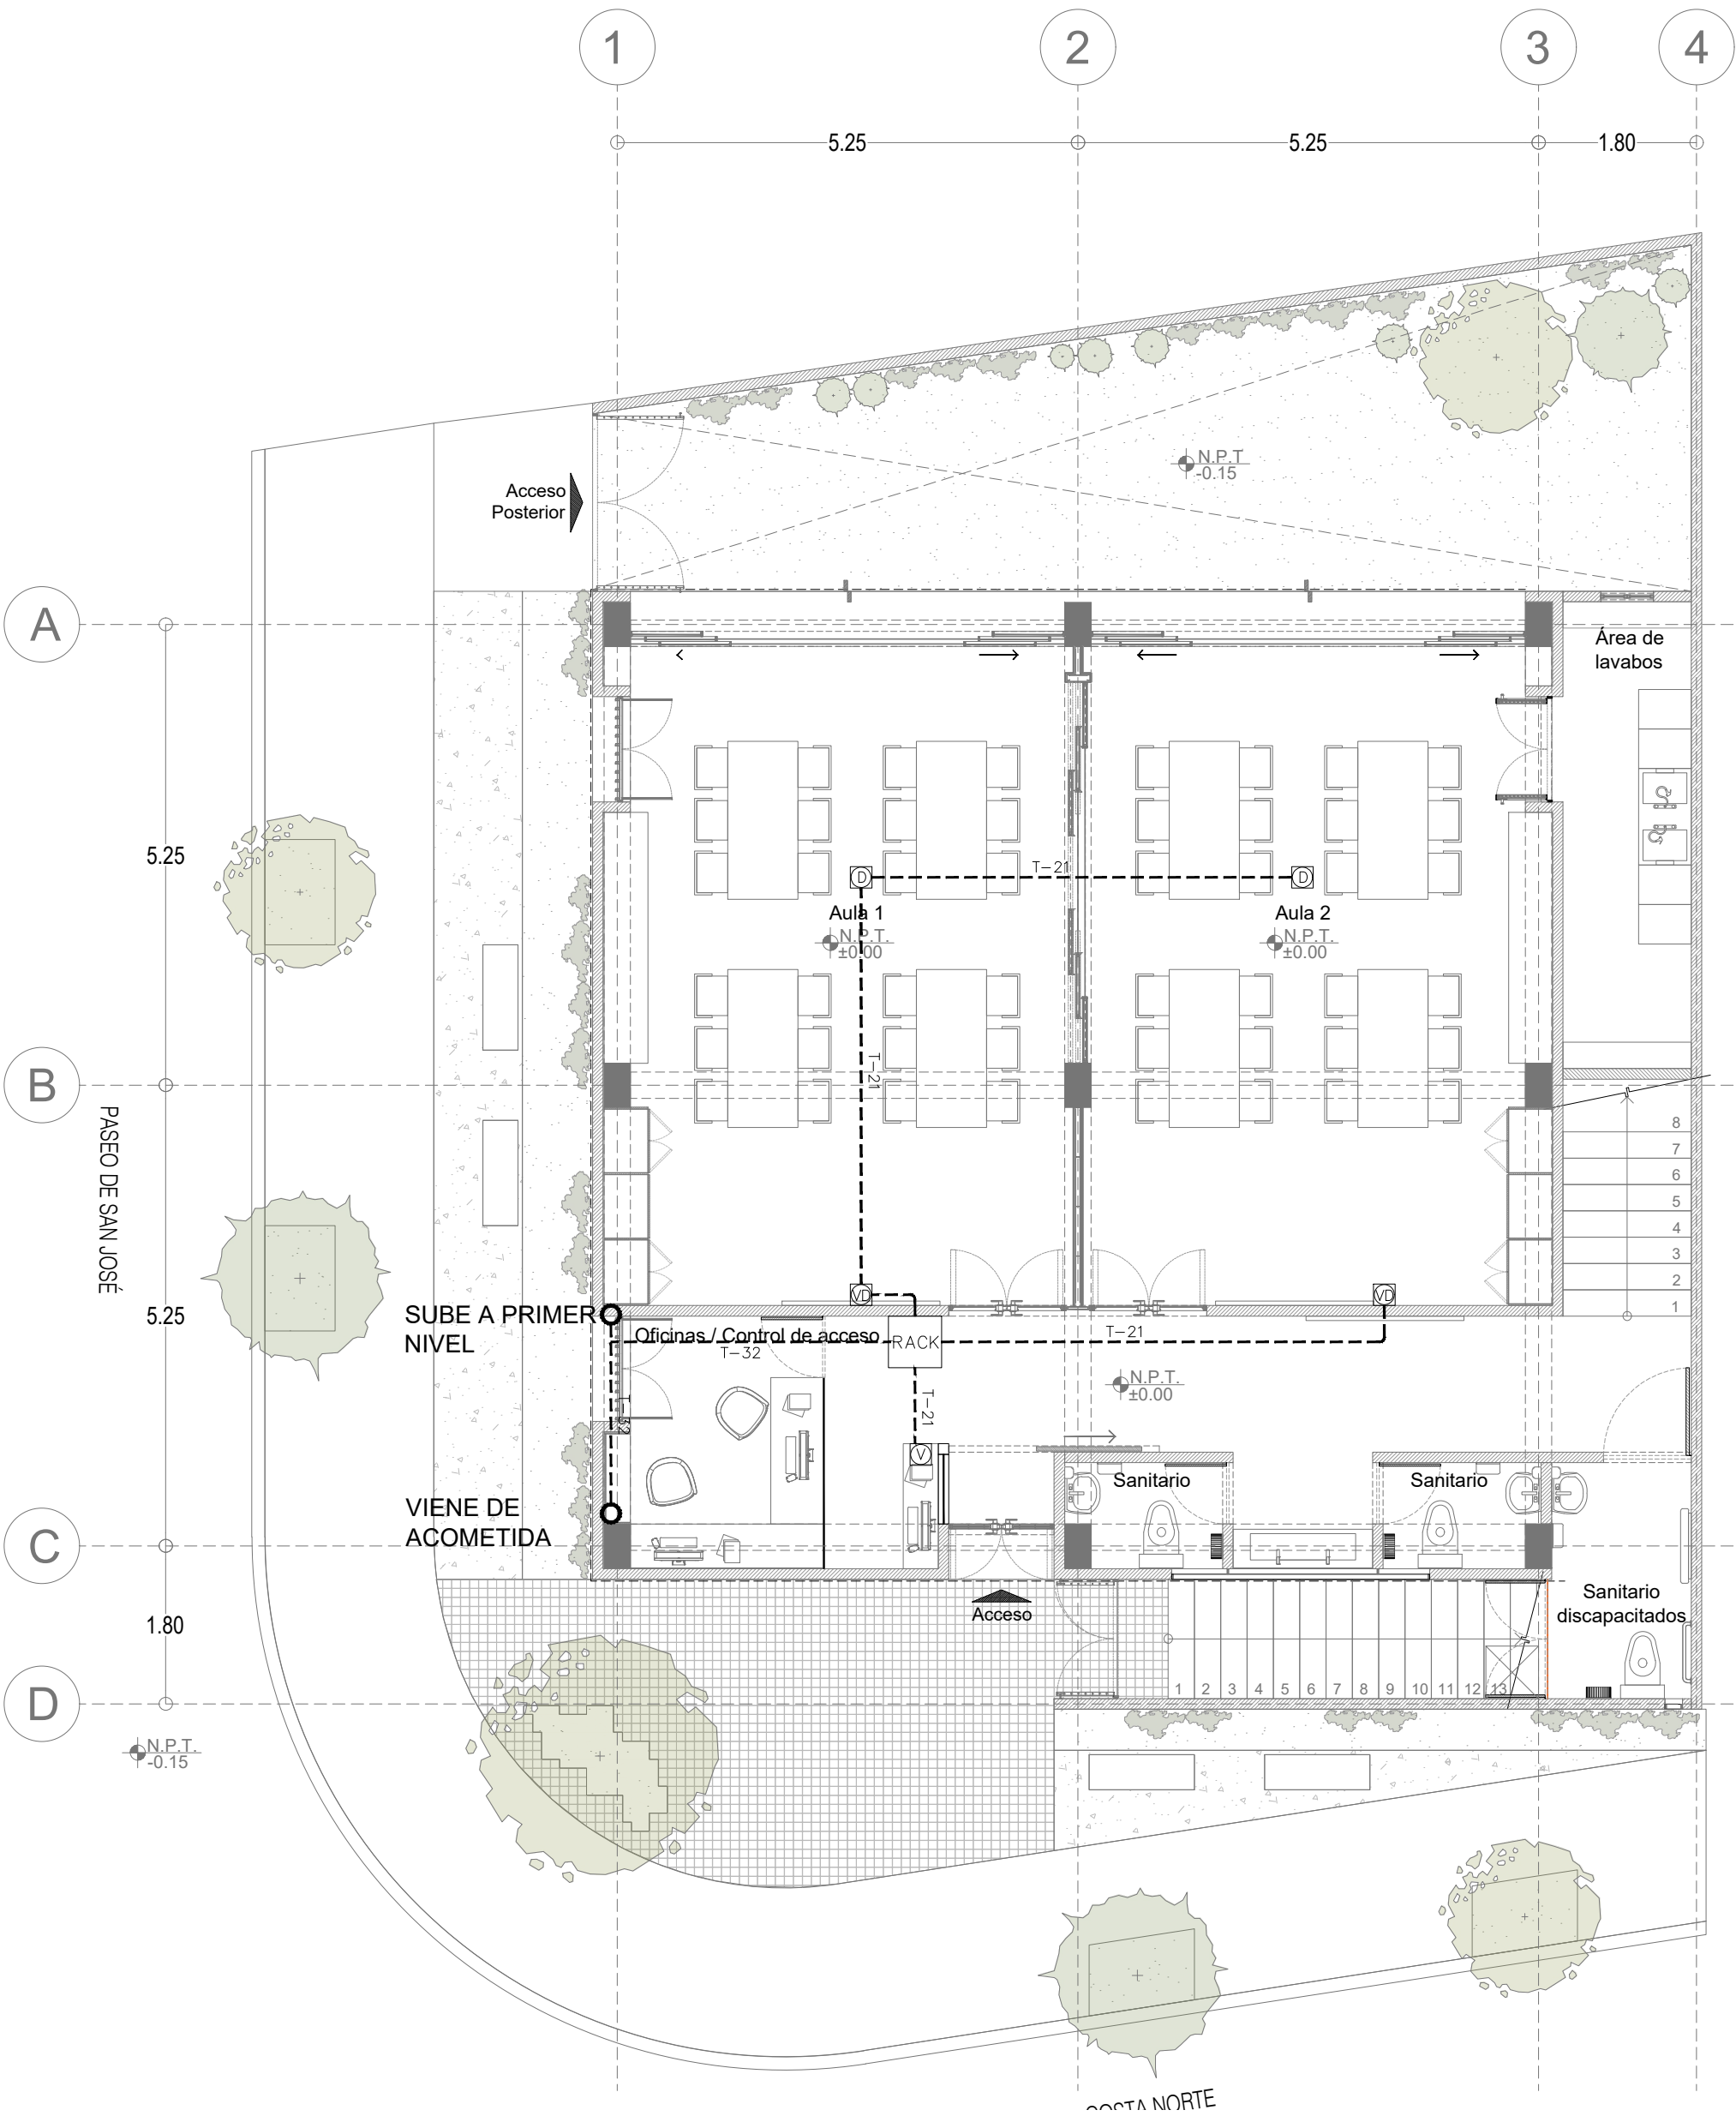 1
2
3
4
5.25
5.25
1.80
N.P.T
-0.15
Acceso
Posterior
A
Área de
lavabos
5.25
T-21
D
D
Aula 1
N.P.T.
±0.00
Aula 2
N.P.T.
±0.00
T-21
B
PASEO DE SAN JOSÉ
8
7
6
5
4
3
2
1
VD
VD
5.25
SUBE A PRIMER
NIVEL
Oficinas / Control de acceso
T-32
RACK
T-21
N.P.T.
±0.00
T-32
T-21
V
Sanitario
Sanitario
VIENE DE
ACOMETIDA
C
Acceso
Sanitario
discapacitados
1.80
1 2 3 4 5 6 7 8 9 10 11 12 13
D
N.P.T.
-0.15
COSTA NORTE